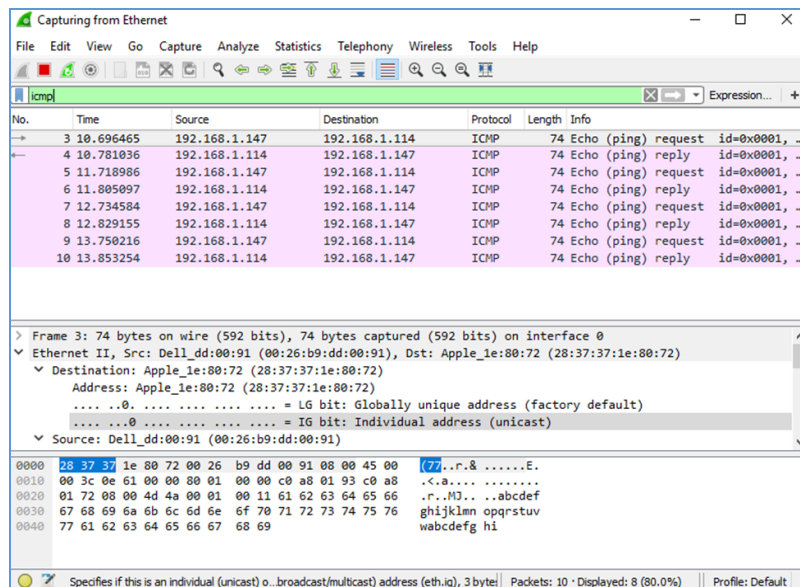 Capturing from Ethernet
File Edit View Go Capture Analyze Statistics Telephony Wireless Tools Help
icmp Expression... +
No. Time Source Destination Protocol Length Info
3 10.696465 192.168.1.147 192.168.1.114 ICMP 74 Echo (ping) request id=0x0001, …
4 10.781036 192.168.1.114 192.168.1.147 ICMP 74 Echo (ping) reply id=0x0001, …
5 11.718986 192.168.1.147 192.168.1.114 ICMP 74 Echo (ping) request id=0x0001, …
6 11.805097 192.168.1.114 192.168.1.147 ICMP 74 Echo (ping) reply id=0x0001, …
7 12.734584 192.168.1.147 192.168.1.114 ICMP 74 Echo (ping) request id=0x0001, …
8 12.829155 192.168.1.114 192.168.1.147 ICMP 74 Echo (ping) reply id=0x0001, …
9 13.750216 192.168.1.147 192.168.1.114 ICMP 74 Echo (ping) request id=0x0001, …
10 13.853254 192.168.1.114 192.168.1.147 ICMP 74 Echo (ping) reply id=0x0001, …
Frame 3: 74 bytes on wire (592 bits), 74 bytes captured (592 bits) on interface 0
Ethernet II, Src: Dell_dd:00:91 (00:26:b9:dd:00:91), Dst: Apple_1e:80:72 (28:37:37:1e:80:72)
Destination: Apple_1e:80:72 (28:37:37:1e:80:72)
Address: Apple_1e:80:72 (28:37:37:1e:80:72)
.... ..0. .... .... .... .... = LG bit: Globally unique address (factory default)
.... ...0 .... .... .... .... = IG bit: Individual address (unicast)
Source: Dell_dd:00:91 (00:26:b9:dd:00:91)
0000 28 37 37 1e 80 72 00 26 b9 dd 00 91 08 00 45 00 (77..r.& ......E.
0010 00 3c 0e 61 00 00 80 01 00 00 c0 a8 01 93 c0 a8 .<.a.... ........
0020 01 72 08 00 4d 4a 00 01 00 11 61 62 63 64 65 66 .r..MJ.. ..abcdef
0030 67 68 69 6a 6b 6c 6d 6e 6f 70 71 72 73 74 75 76 ghijklmn opqrstuv
0040 77 61 62 63 64 65 66 67 68 69 wabcdefg hi
Specifies if this is an individual (unicast) o…broadcast/multicast) address (eth.ig), 3 bytes Packets: 10 · Displayed: 8 (80.0%) Profile: Default